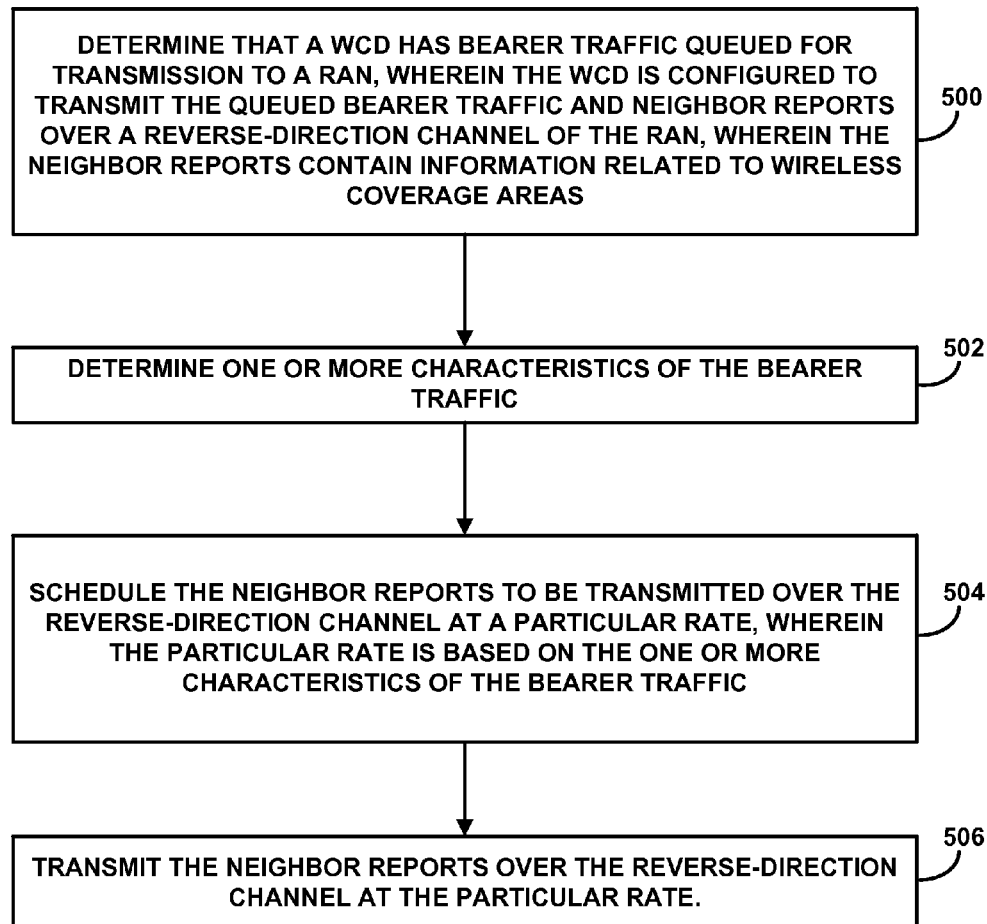 DETERMINE THAT A WCD HAS BEARER TRAFFIC QUEUED FOR
TRANSMISSION TO A RAN, WHEREIN THE WCD IS CONFIGURED TO
TRANSMIT THE QUEUED BEARER TRAFFIC AND NEIGHBOR REPORTS
OVER A REVERSE-DIRECTION CHANNEL OF THE RAN, WHEREIN THE
NEIGHBOR REPORTS CONTAIN INFORMATION RELATED TO WIRELESS
COVERAGE AREAS
500
DETERMINE ONE OR MORE CHARACTERISTICS OF THE BEARER
TRAFFIC
502
SCHEDULE THE NEIGHBOR REPORTS TO BE TRANSMITTED OVER THE
REVERSE-DIRECTION CHANNEL AT A PARTICULAR RATE, WHEREIN
THE PARTICULAR RATE IS BASED ON THE ONE OR MORE
CHARACTERISTICS OF THE BEARER TRAFFIC
504
TRANSMIT THE NEIGHBOR REPORTS OVER THE REVERSE-DIRECTION
CHANNEL AT THE PARTICULAR RATE.
506